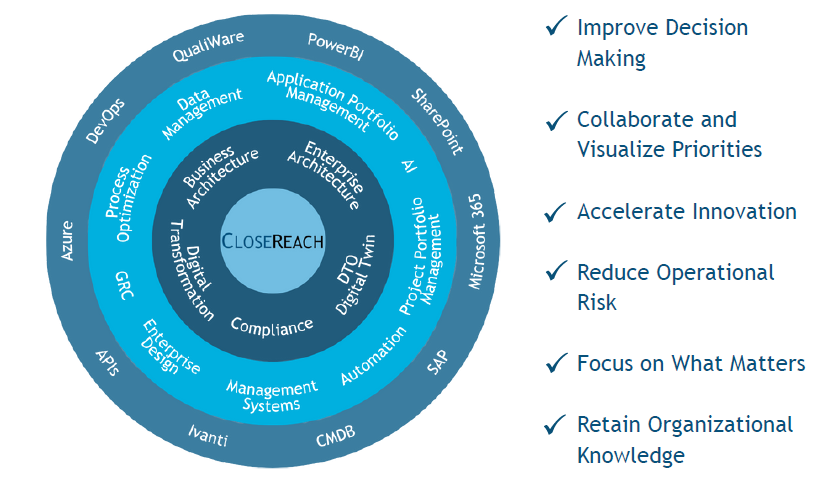 QualiWare
PowerBI
SharePoint
Microsoft 365
SAP
CMDB
Ivanti
APIs
Azure
DevOps
Data
Management
Application Portfolio
Management
AI
Project Portfolio
Management
Automation
Management
Systems
Enterprise
Design
GRC
Process
Optimization
Business
Architecture
Enterprise
Architecture
DTO
Digital Twin
Compliance
Digital
Transformation
CLOSEREACH
✓ Improve Decision
Making
✓ Collaborate and
Visualize Priorities
✓ Accelerate Innovation
✓ Reduce Operational
Risk
✓ Focus on What Matters
✓ Retain Organizational
Knowledge